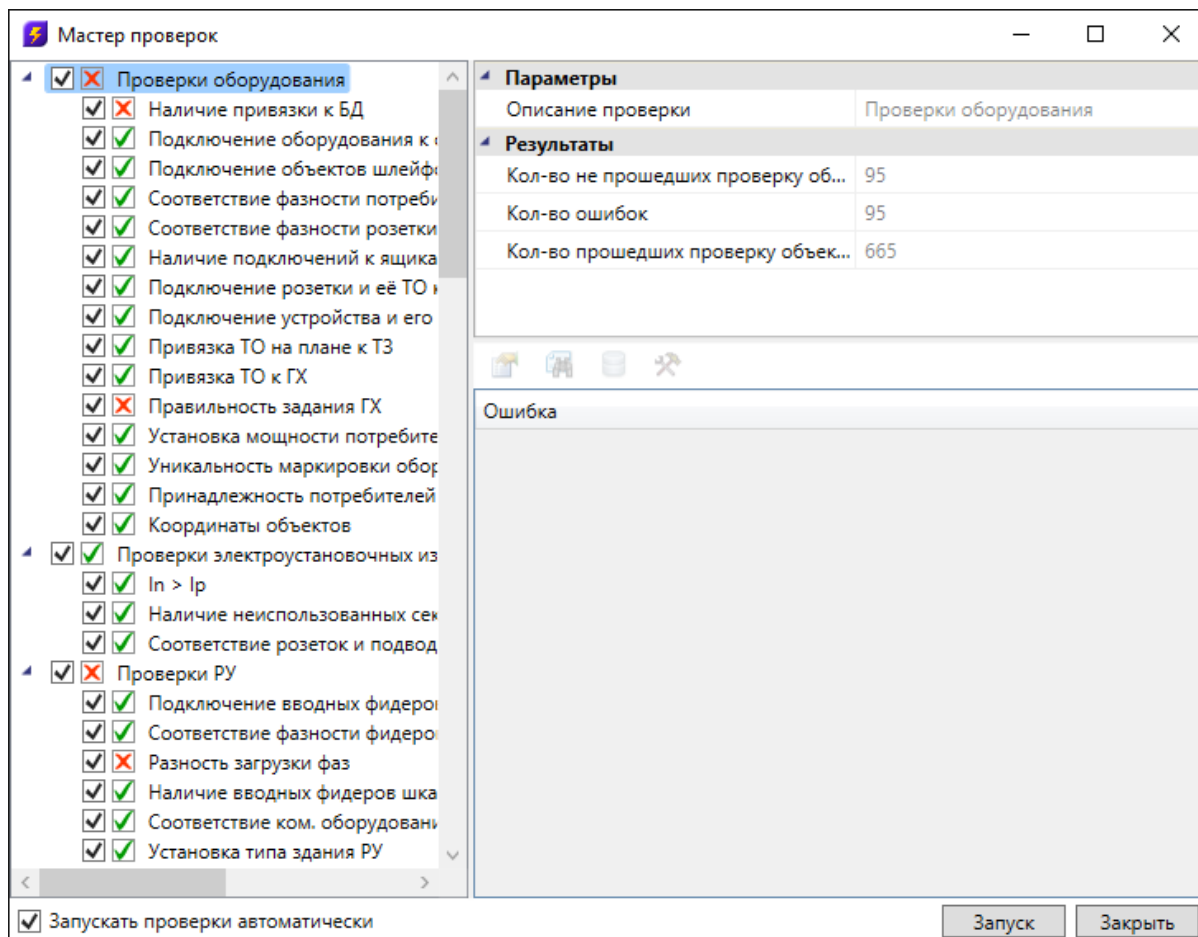 Мастер проверок
Проверки оборудования
Наличие привязки к БД
Подключение оборудования к
Подключение объектов
Соответствие фазности
Соответствие фазности розетки
Наличие подключений к ящика
Подключение розетки и её ТО
Подключение устройства и его
Привязка ТО на плане к ТЗ
Привязка ТО к ГХ
Правильность задания ГХ
Установка мощности потребите
Уникальность маркировки обор
Принадлежность потребителей
Координаты объектов
Проверки электроустановочных из
In > Ip
Наличие неиспользованных сек
Соответствие розеток и подвод
Проверки РУ
Подключение вводных
Соответствие фазности
Разность загрузки фаз
Наличие вводных фидеров шка
Соответствие ком.
Установка типа здания РУ
Запускать проверки автоматически
Параметры
Описание проверки Проверки оборудования
Результаты
Кол-во не прошедших проверку об... 95
Кол-во ошибок 95
Кол-во прошедших проверку объек... 665
Ошибка
Запуск Закрыть